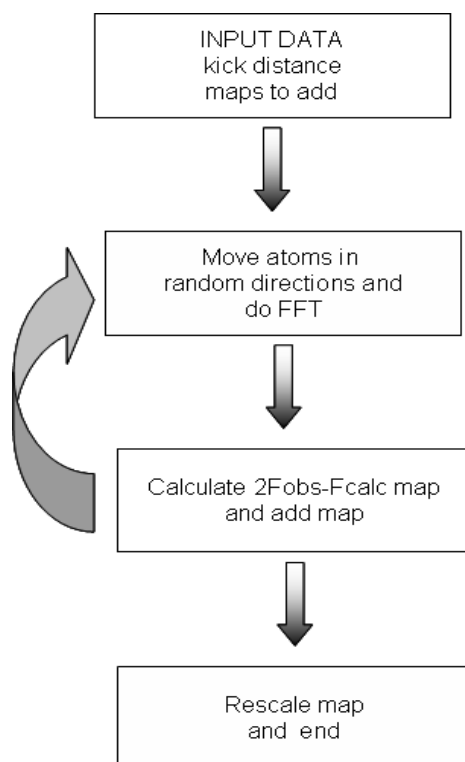 INPUT DATA
kick distance
maps to add
Move atoms in
random directions and
do FFT
Calculate 2Fobs-Fcalc map
and add map
Rescale map
and end